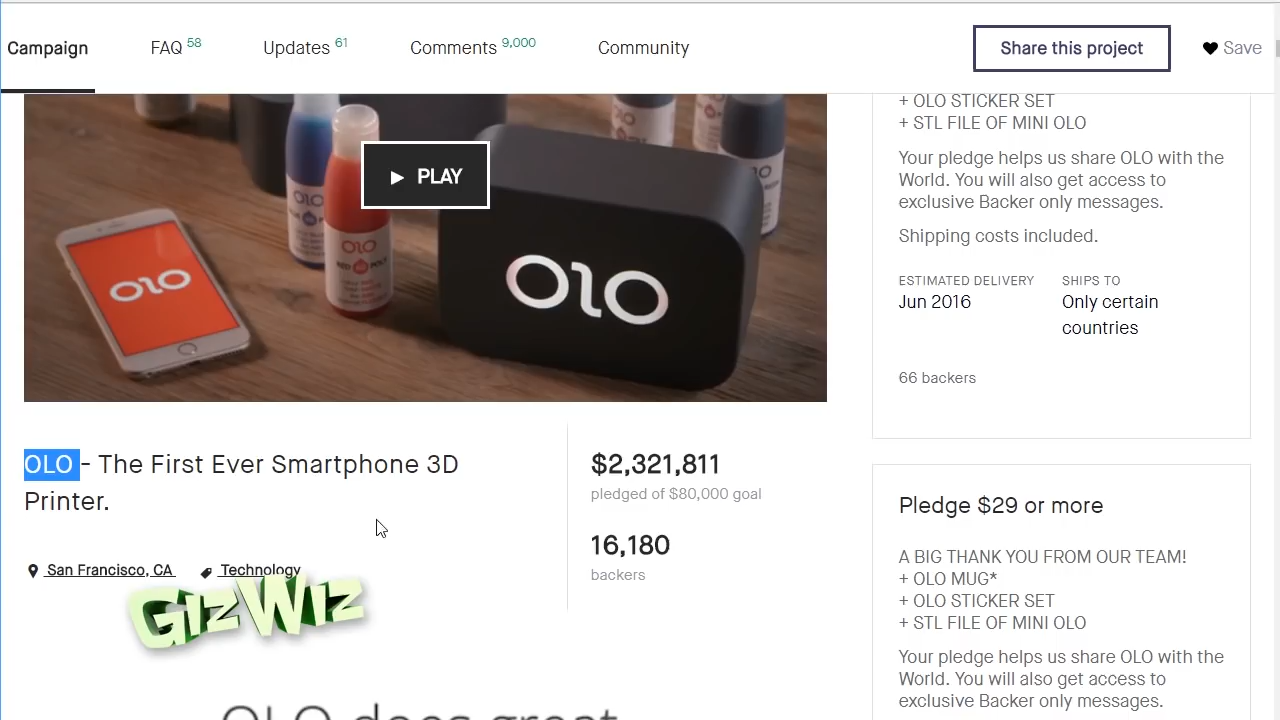 Campaign
FAQ 58
Updates 61
Comments 9,000
Community
Share this project
Save
PLAY
OLO
OLO
OLO
OLO
OLO - The First Ever Smartphone 3D
Printer.
San Francisco, CA
Technology
$2,321,811
pledged of $80,000 goal
16,180
backers
GizWiz
OLO does great
+ OLO STICKER SET
+ STL FILE OF MINI OLO
Your pledge helps us share OLO with the
World. You will also get access to
exclusive Backer only messages.
Shipping costs included.
ESTIMATED DELIVERY
Jun 2016
SHIPS TO
Only certain
countries
66 backers
Pledge $29 or more
A BIG THANK YOU FROM OUR TEAM!
+ OLO MUG*
+ OLO STICKER SET
+ STL FILE OF MINI OLO
Your pledge helps us share OLO with the
World. You will also get access to
exclusive Backer only messages.